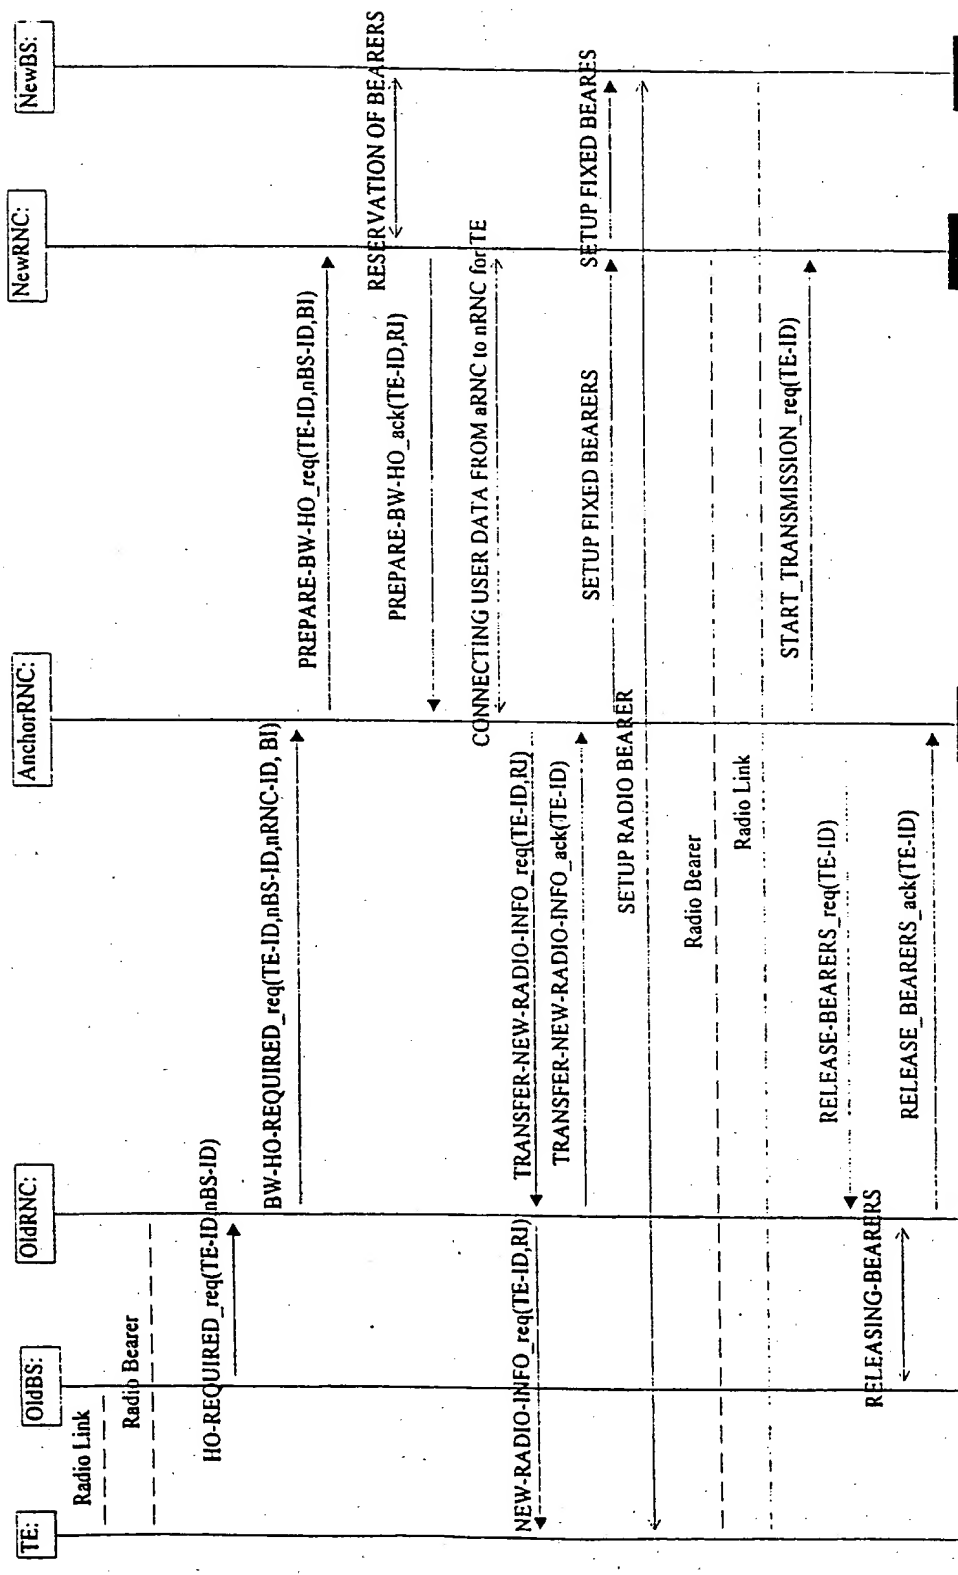 TE:
OldBS:
OldRNC:
AnchorRNC:
NewRNC:
NewBS:
Radio Link
Radio Bearer
HO-REQUIRED_req(TE-ID,nBS-ID)
BW-HO-REQUIRED_req(TE-ID,nBS-ID,nRNC-ID, BI)
PREPARE-BW-HO_req(TE-ID,nBS-ID,BI)
RESERVATION OF BEARERS
PREPARE-BW-HO_ack(TE-ID,RI)
CONNECTING USER DATA FROM aRNC to nRNC for TE
NEW-RADIO-INFO_req(TE-ID,RI)
TRANSFER-NEW-RADIO-INFO_req(TE-ID,RI)
TRANSFER-NEW-RADIO-INFO_ack(TE-ID)
SETUP FIXED BEARERS
SETUP FIXED BEARES
SETUP RADIO BEARER
Radio Bearer
Radio Link
START_TRANSMISSION_req(TE-ID)
RELEASE-BEARERS_req(TE-ID)
RELEASING-BEARERS
RELEASE_BEARERS_ack(TE-ID)